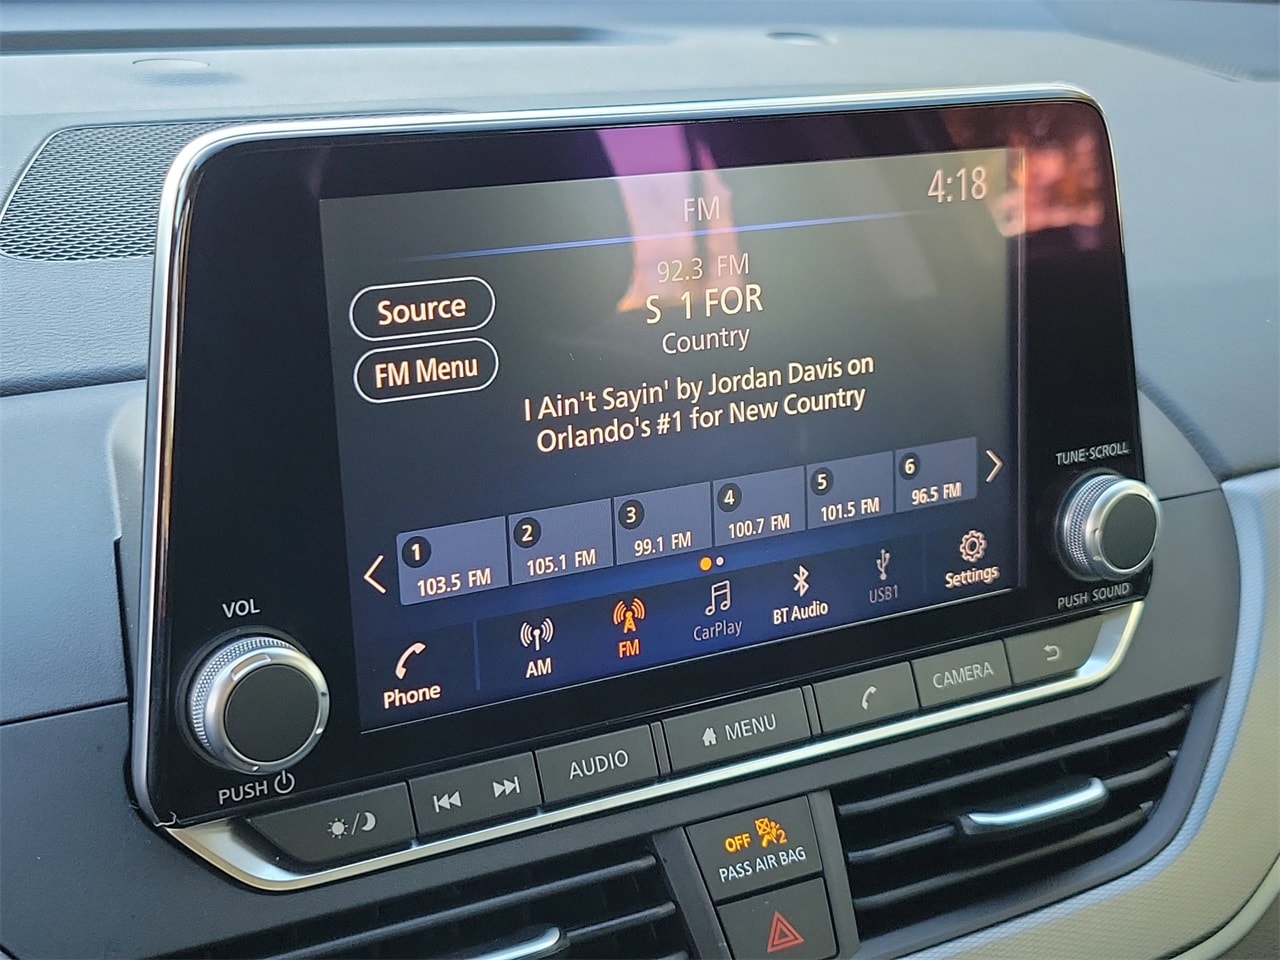 4:18
FM
92.3 FM
S 1 FOR
Country
Source
FM Menu
I Ain't Sayin' by Jordan Davis on
Orlando's #1 for New Country
1
103.5 FM
2
105.1 FM
3
99.1 FM
4
100.7 FM
5
101.5 FM
6
96.5 FM
Phone
AM
FM
CarPlay
BT Audio
USB1
Settings
VOL
PUSH
TUNE·SCROLL
PUSH SOUND
AUDIO
MENU
CAMERA
OFF 2
PASS AIR BAG